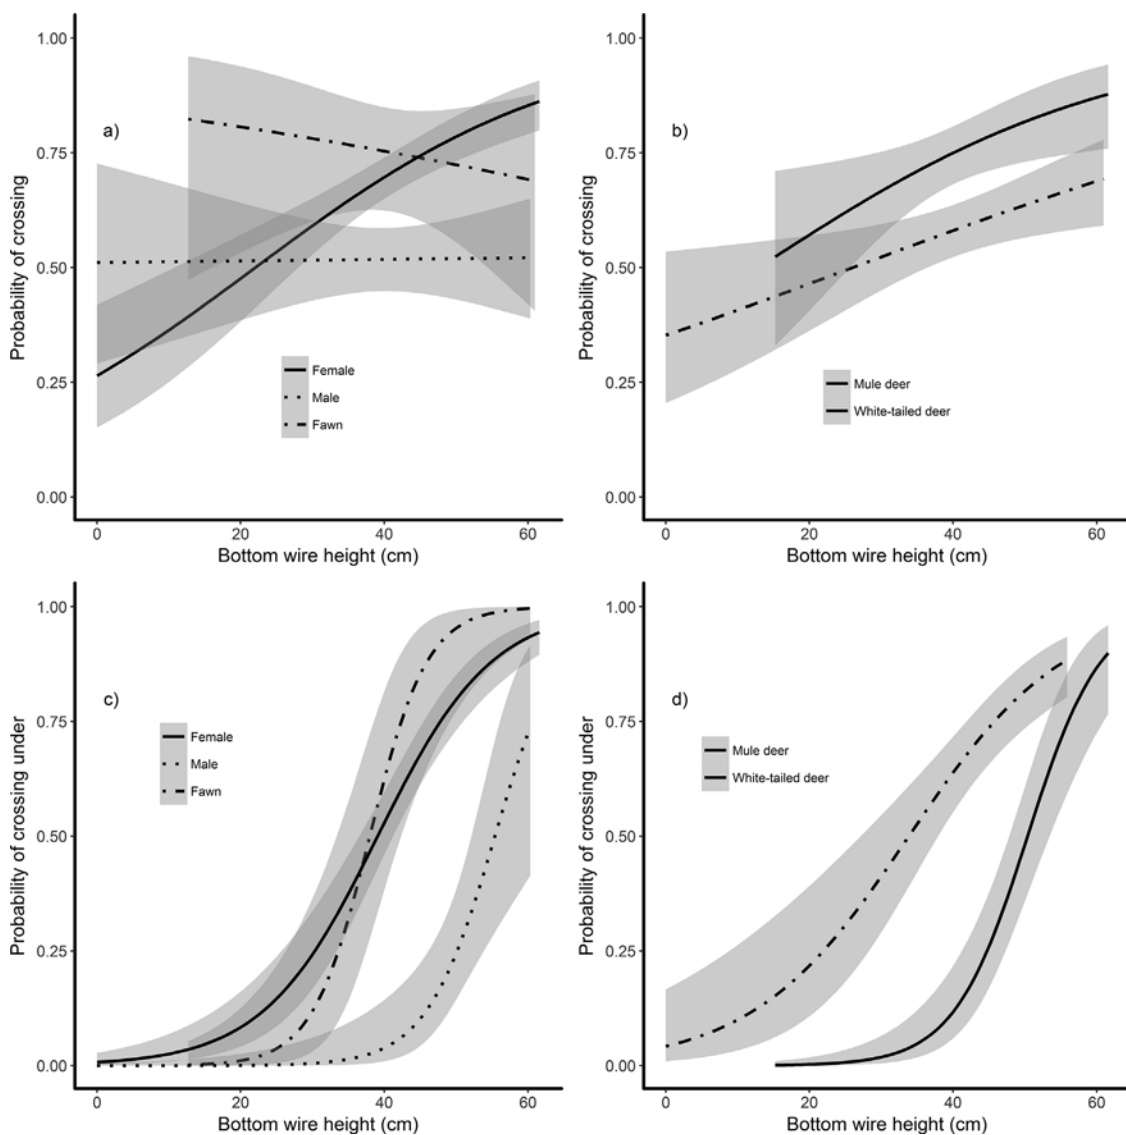 1.00
0.75
0.50
0.25
0.00
Probability of crossing
a)
Female
Male
Fawn
0 20 40 60
Bottom wire height (cm)
1.00
0.75
0.50
0.25
0.00
Probability of crossing
b)
Mule deer
White-tailed deer
0 20 40 60
Bottom wire height (cm)
1.00
0.75
0.50
0.25
0.00
Probability of crossing under
c)
Female
Male
Fawn
0 20 40 60
Bottom wire height (cm)
1.00
0.75
0.50
0.25
0.00
Probability of crossing under
d)
Mule deer
White-tailed deer
0 20 40 60
Bottom wire height (cm)